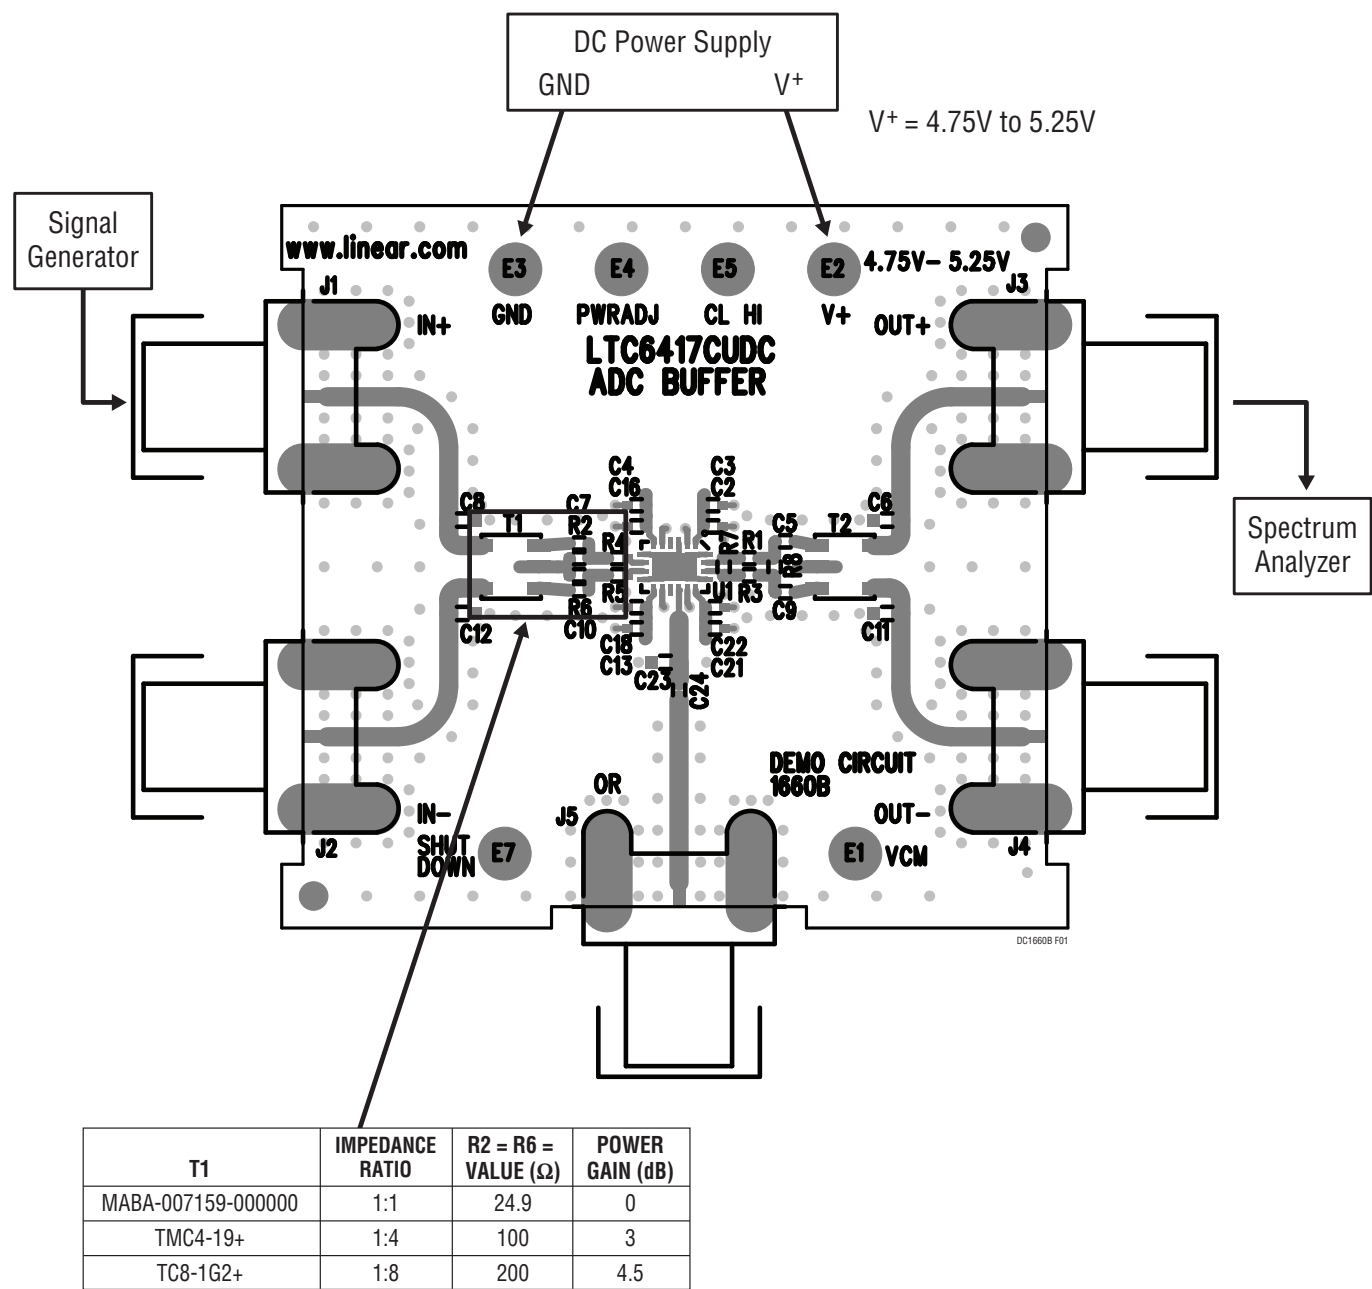 DC Power Supply
GND V+
V+ = 4.75V to 5.25V
Signal
Generator
www.linear.com
E3 E4 E5 E2 4.75V- 5.25V
J1 J3
IN+ GND PWRADJ CL HI V+ OUT+
LTC6417CUDC
ADC BUFFER
C4 C3
C16 C2
C8 C7 C6
T1 R2 C5 T2
R4 R7 R1
R8
R5 U1 R3
R6 C9
C12 C10 C11
C18 C22
C13 C21
C23 C24
Spectrum
Analyzer
DEMO CIRCUIT
1660B
OR
J5
IN- OUT-
SHUT
DOWN
J2 E7 E1 VCM J4
DC1660B F01
T1 IMPEDANCE RATIO R2 = R6 = VALUE (Ω) POWER GAIN (dB)
MABA-007159-000000 1:1 24.9 0
TMC4-19+ 1:4 100 3
TC8-1G2+ 1:8 200 4.5